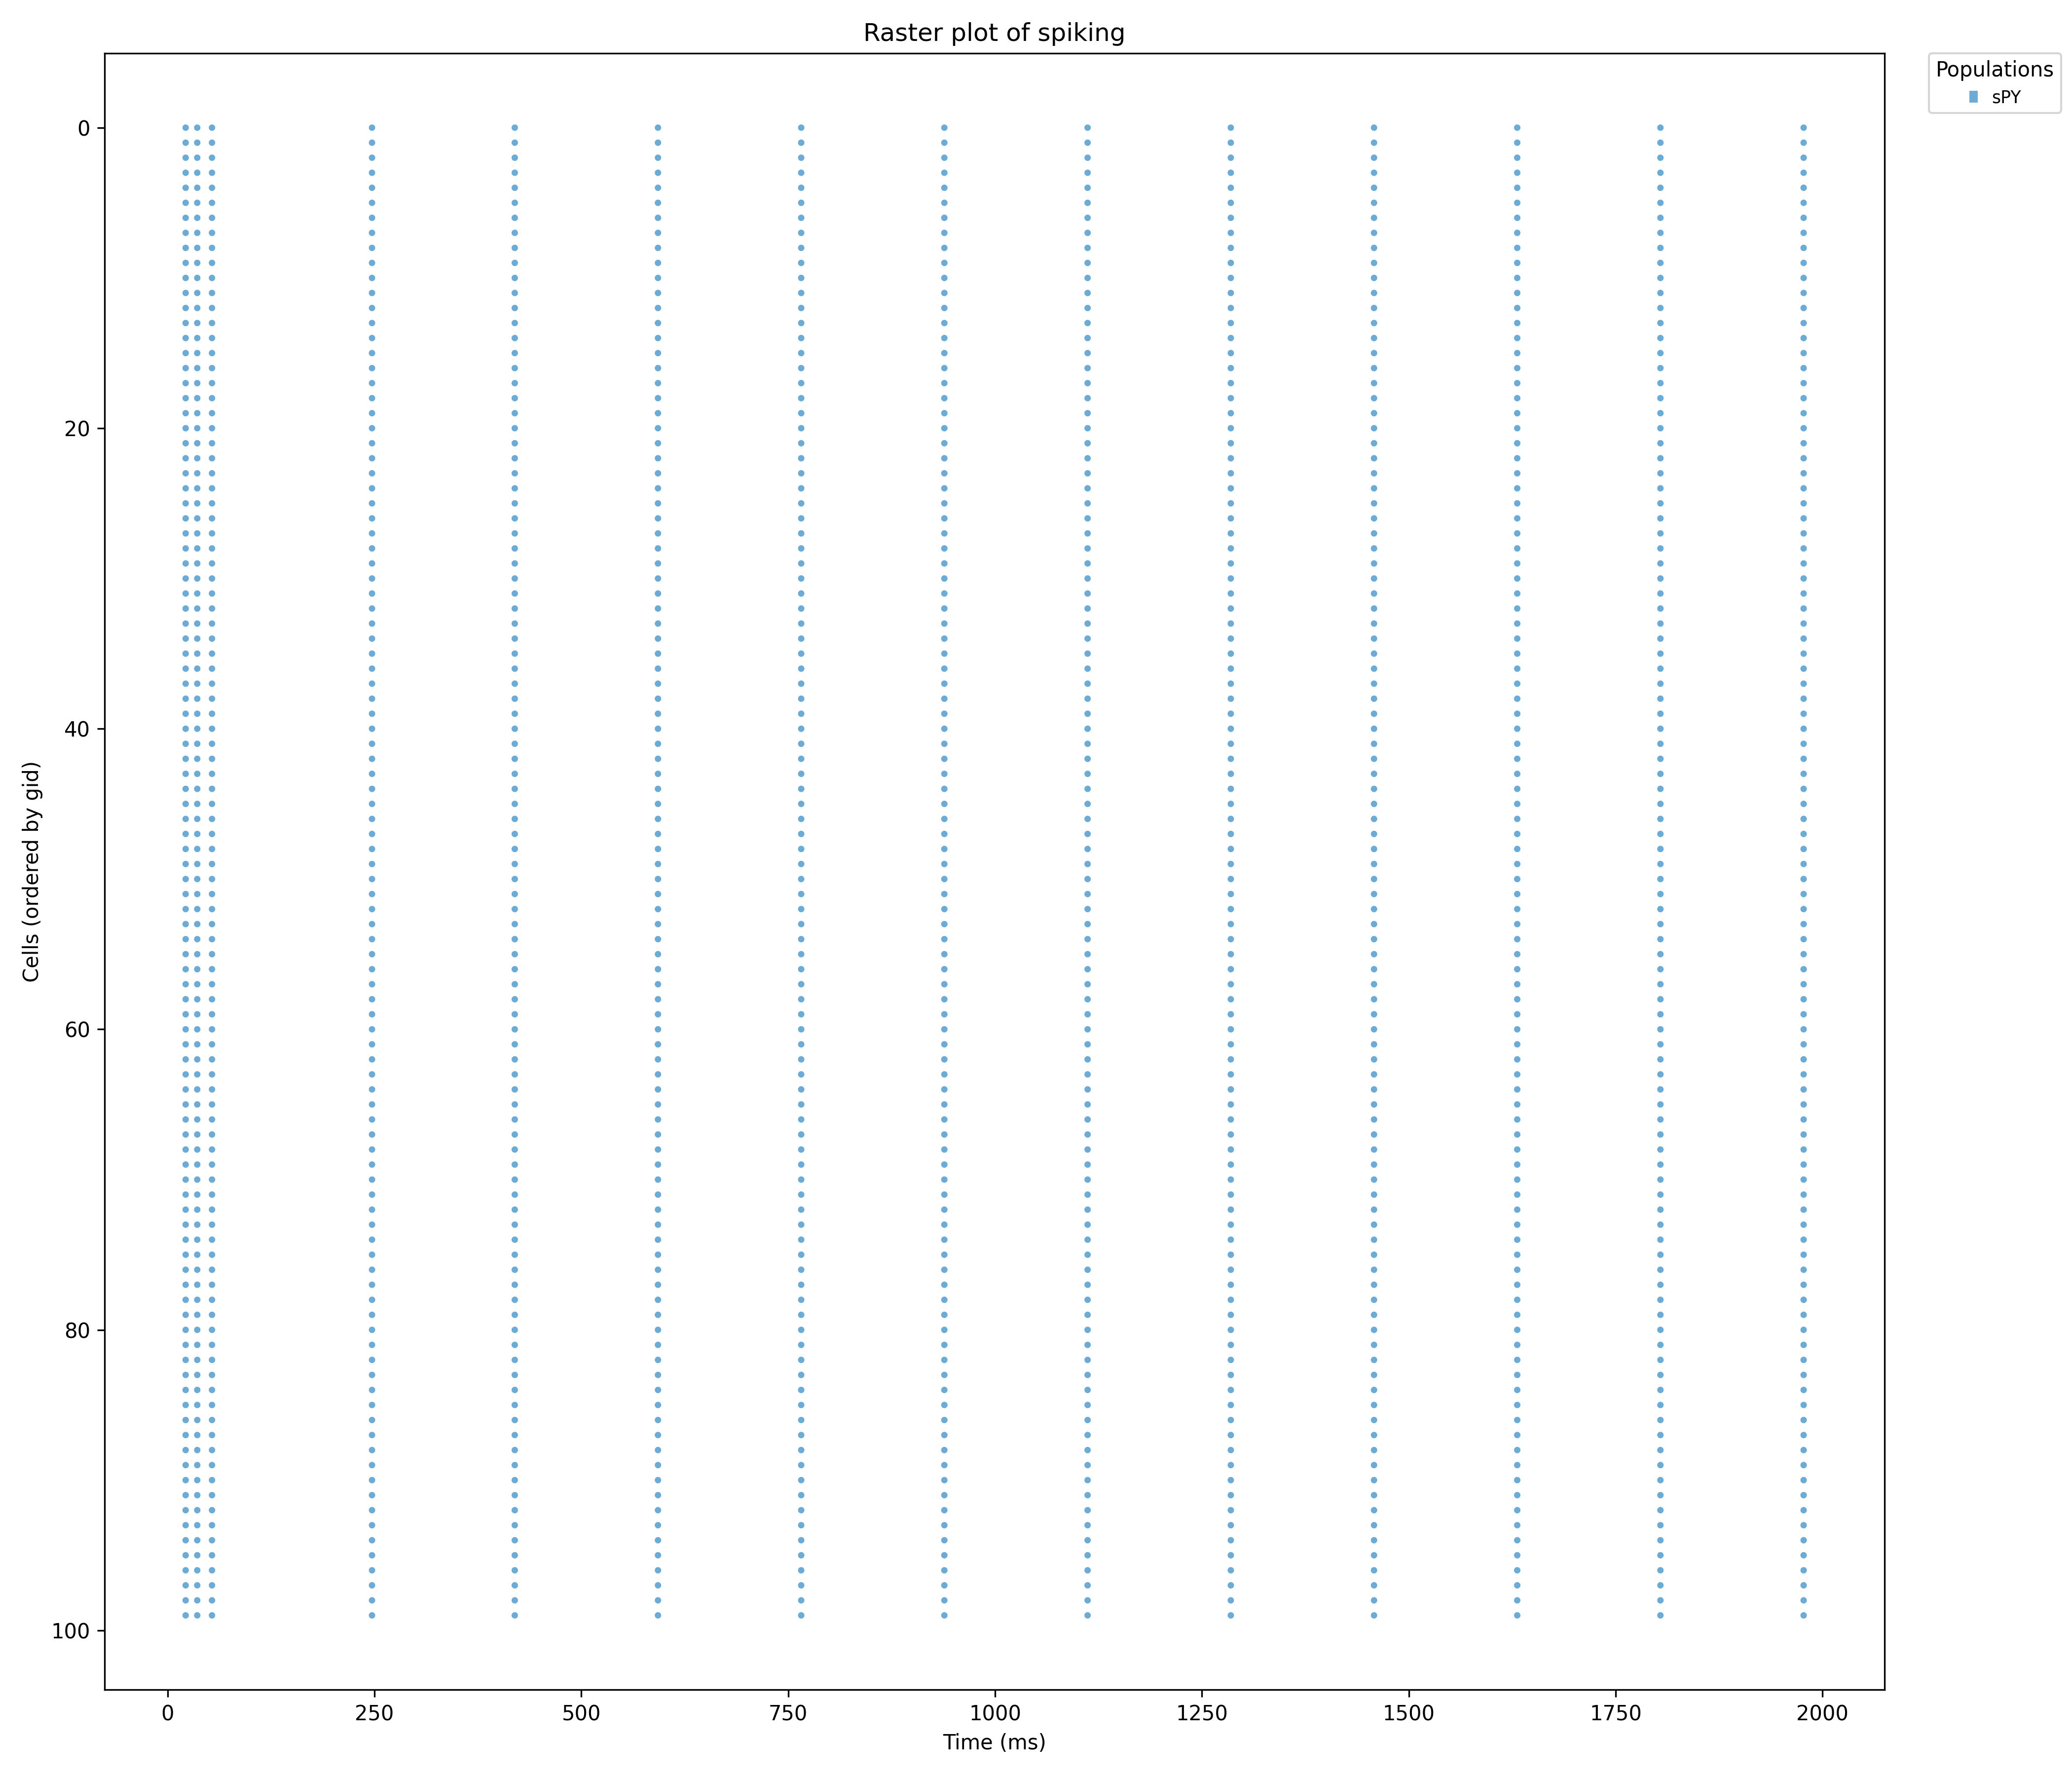 Raster plot of spiking
Populations
sPY
0
20
40
60
80
100
Cells (ordered by gid)
0 250 500 750 1000 1250 1500 1750 2000
Time (ms)